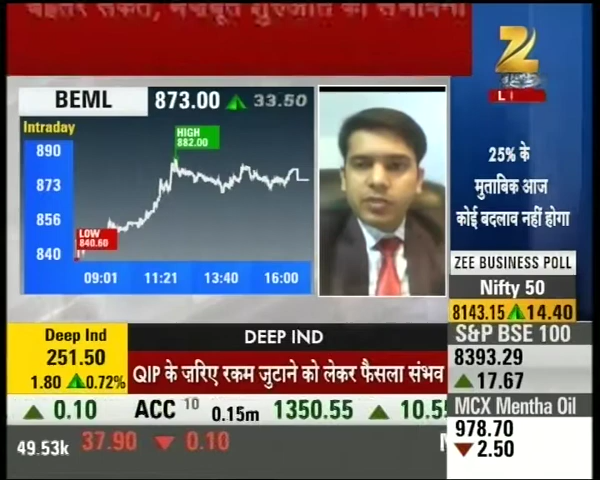 BEML 873.00 ▲ 33.50
Intraday
HIGH
882.00
890
873
856
840
LOW
840.60
09:01 11:21 13:40 16:00
Z
25% के
मुताबिक आज
कोई बदलाव नहीं होगा
ZEE BUSINESS POLL
Nifty 50
8143.15 ▲ 14.40
S&P BSE 100
8393.29
▲ 17.67
MCX Mentha Oil
978.70
▼ 2.50
Deep Ind
251.50
1.80 ▲ 0.72%
DEEP IND
QIP के ज़रिए रकम जुटाने को लेकर फैसला संभव
▲ 0.10 ACC 10 0.15m 1350.55 ▲ 10.55
49.53k 37.90 ▼ 0.10